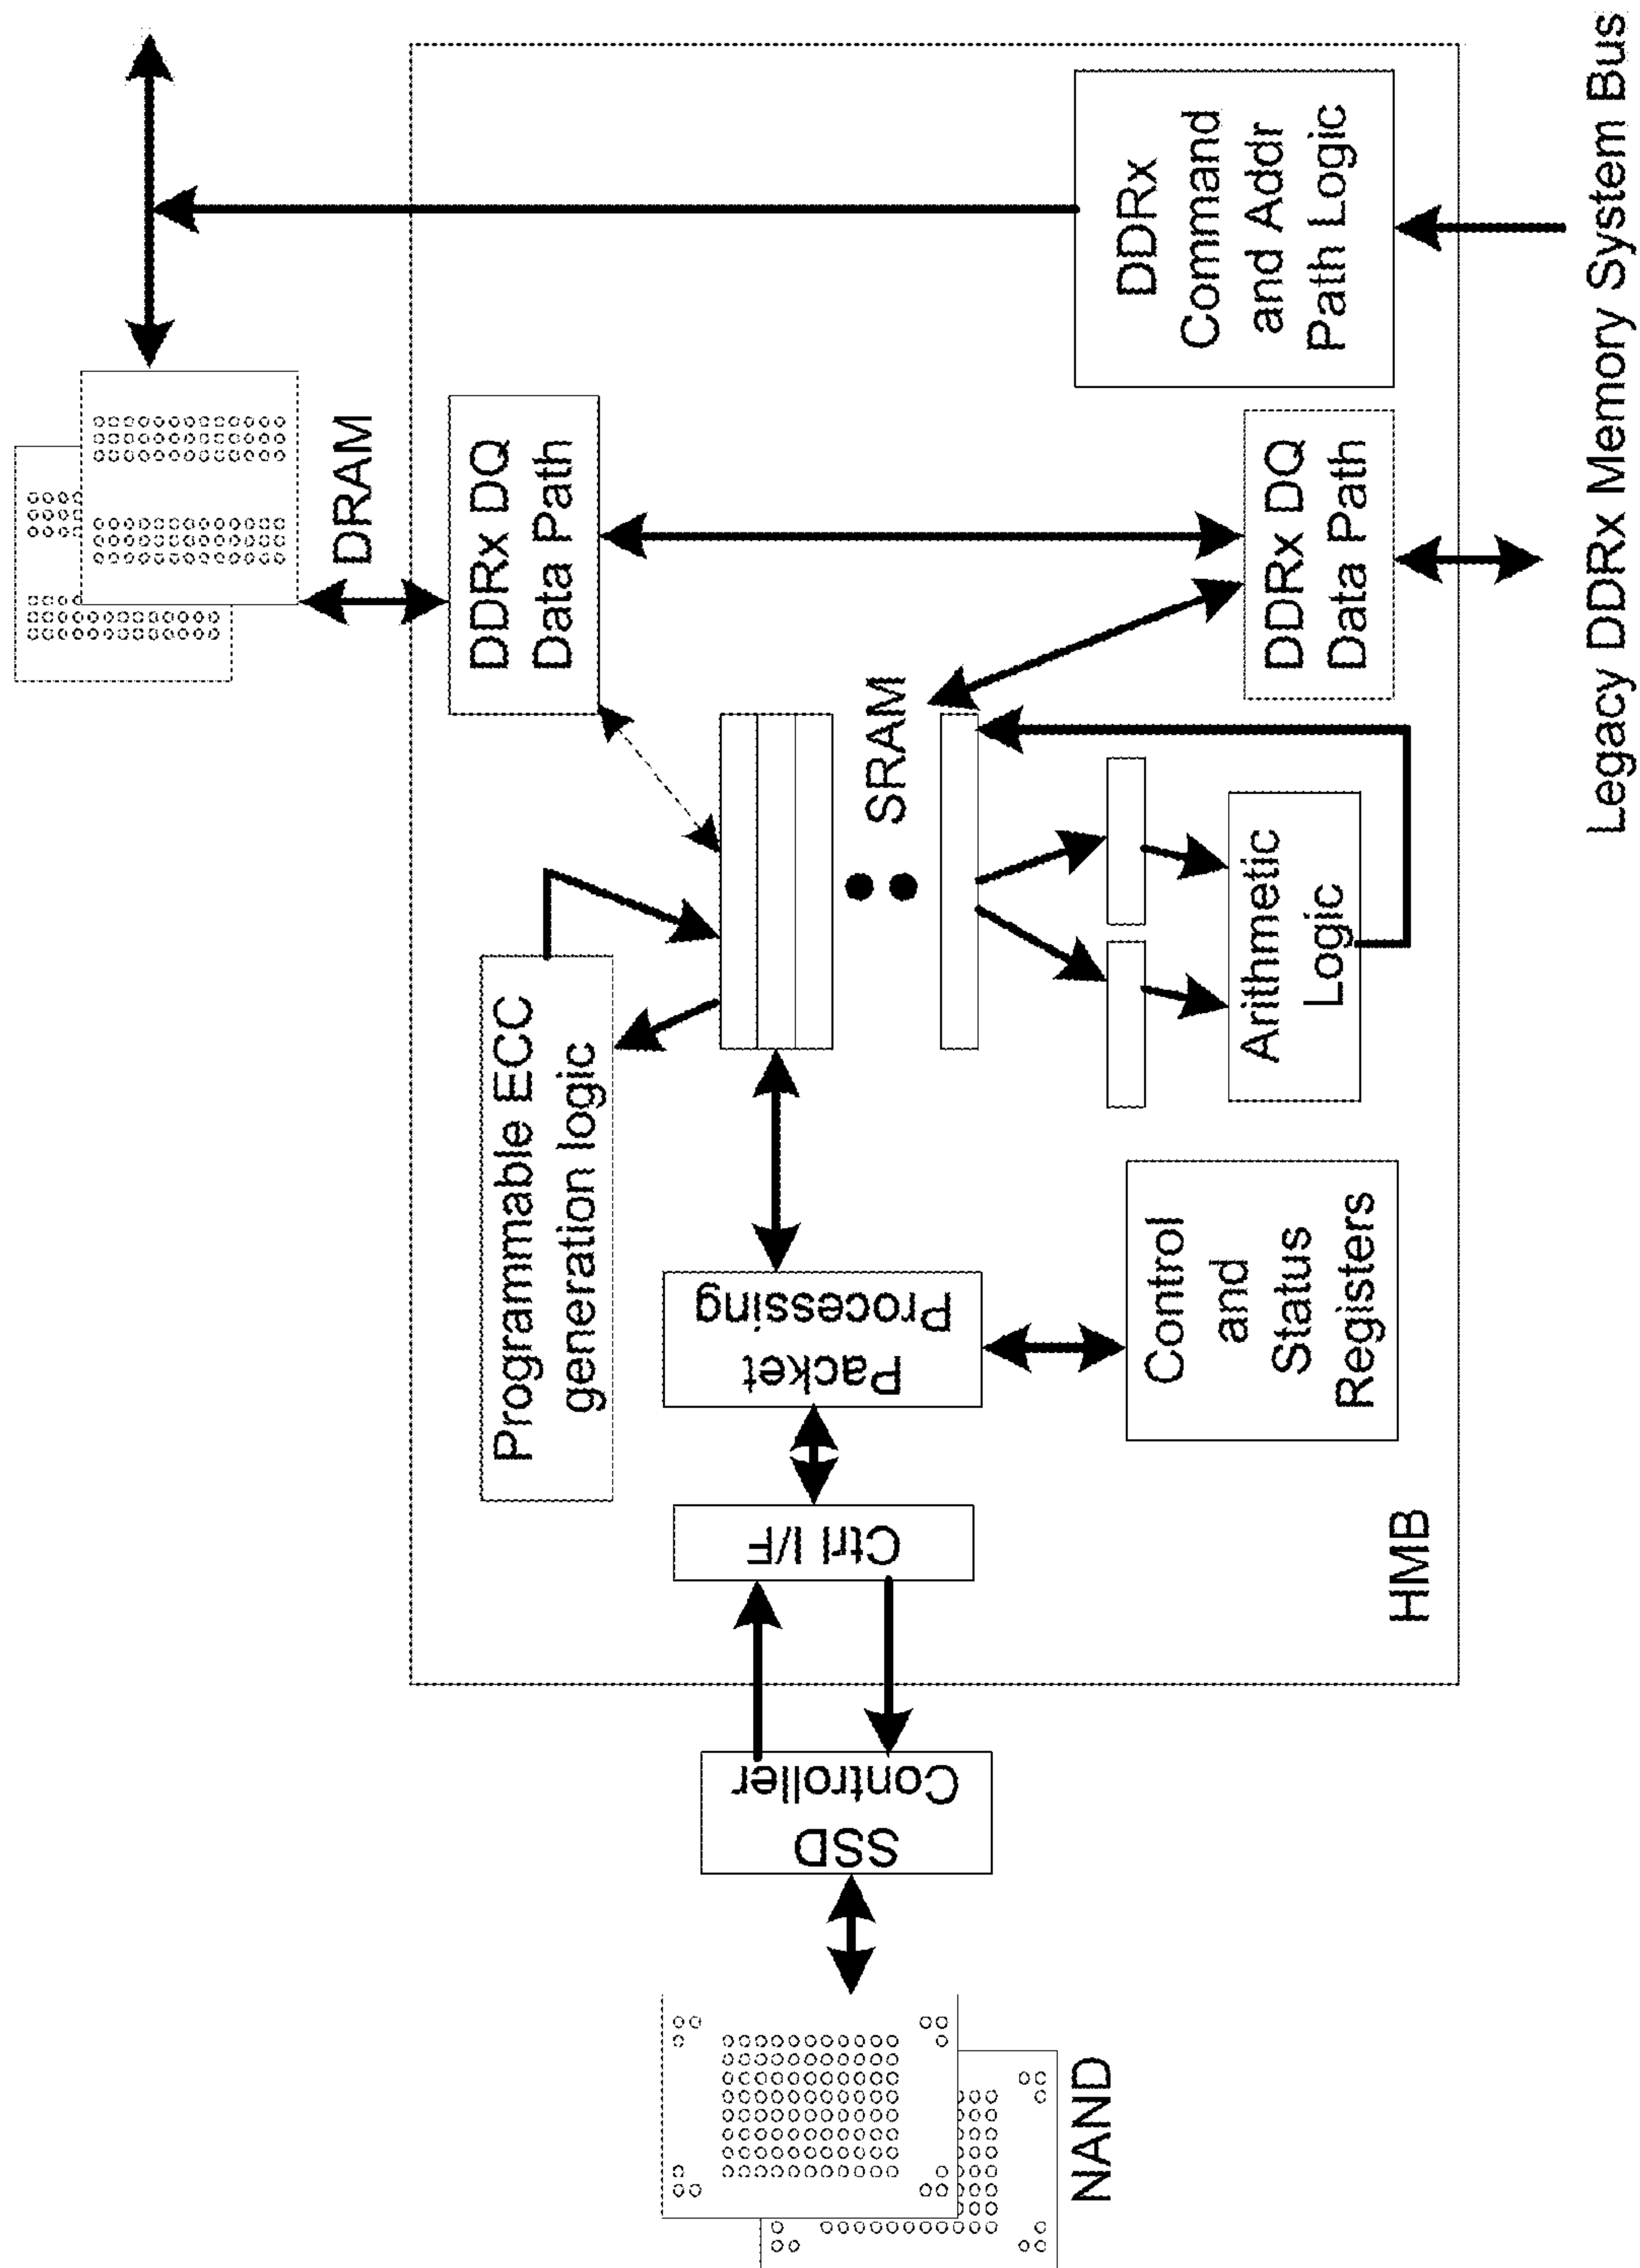 DRAM
DDRx DQ
Data Path
Programmable ECC
generation logic
SRAM
Packet
Processing
Ctrl I/F
SSD
Controller
NAND
Control
and
Status
Registers
Arithmetic
Logic
DDRx DQ
Data Path
DDRx
Command
and Addr
Path Logic
HMB
Legacy DDRx Memory System Bus